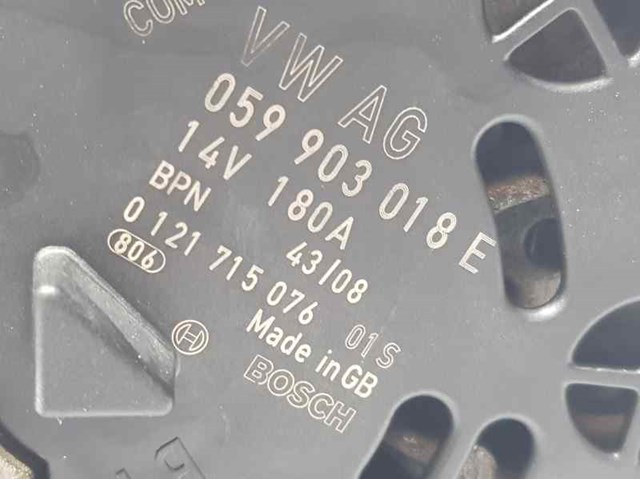 COM
VW AG
059 903 018 E
14V 180A
BPN 43/08
0 121 715 076 01S
806 Made in GB
BOSCH